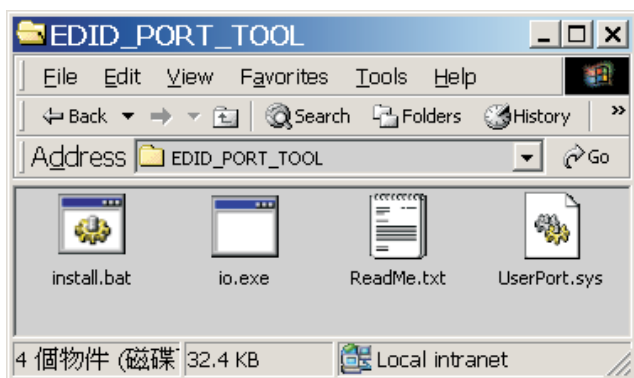 EDID_PORT_TOOL
File Edit View Favorites Tools Help
Back Search Folders History »
Address EDID_PORT_TOOL Go
install.bat io.exe ReadMe.txt UserPort.sys
4 個物件 (磁碟 32.4 KB Local intranet